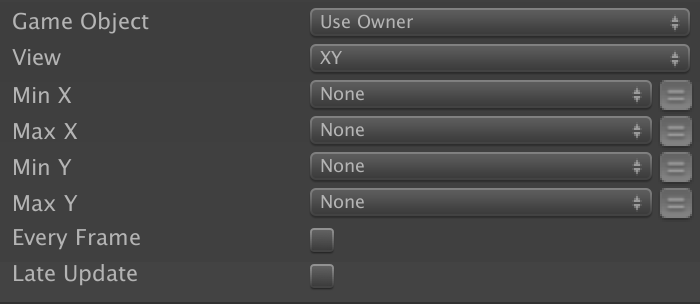 Game Object Use Owner
View XY
Min X None
Max X None
Min Y None
Max Y None
Every Frame
Late Update